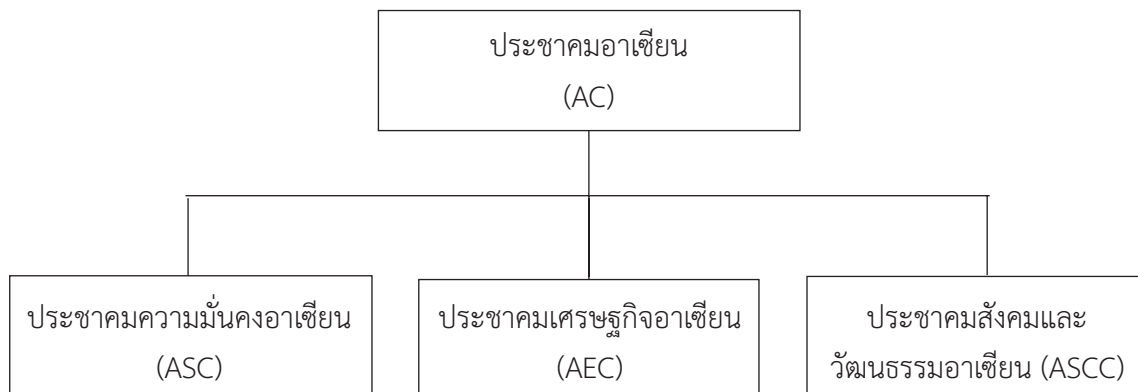 ประชาคมอาเซียน
(AC)
ประชาคมความมั่นคงอาเซียน
(ASC)
ประชาคมเศรษฐกิจอาเซียน
(AEC)
ประชาคมสังคมและ
วัฒนธรรมอาเซียน (ASCC)